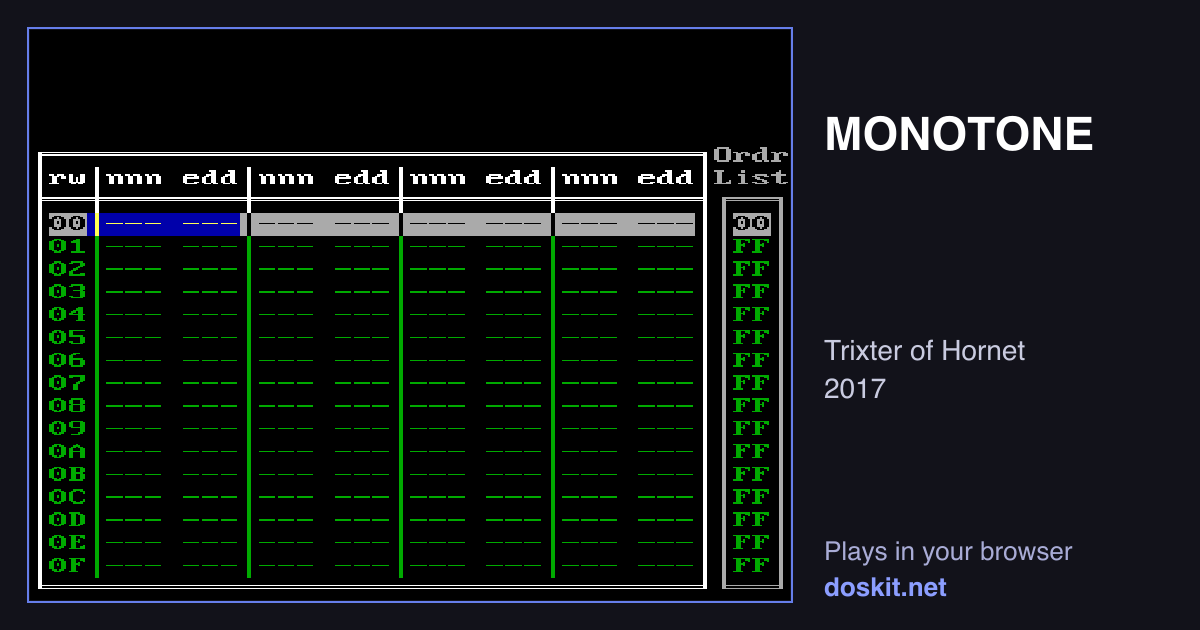 Ordr
List
rw nnn edd nnn edd nnn edd nnn edd
00 --- --- --- --- --- --- --- --- 00
01 --- --- --- --- --- --- --- --- FF
02 --- --- --- --- --- --- --- --- FF
03 --- --- --- --- --- --- --- --- FF
04 --- --- --- --- --- --- --- --- FF
05 --- --- --- --- --- --- --- --- FF
06 --- --- --- --- --- --- --- --- FF
07 --- --- --- --- --- --- --- --- FF
08 --- --- --- --- --- --- --- --- FF
09 --- --- --- --- --- --- --- --- FF
0A --- --- --- --- --- --- --- --- FF
0B --- --- --- --- --- --- --- --- FF
0C --- --- --- --- --- --- --- --- FF
0D --- --- --- --- --- --- --- --- FF
0E --- --- --- --- --- --- --- --- FF
0F --- --- --- --- --- --- --- --- FF
MONOTONE
Trixter of Hornet
2017
Plays in your browser
doskit.net